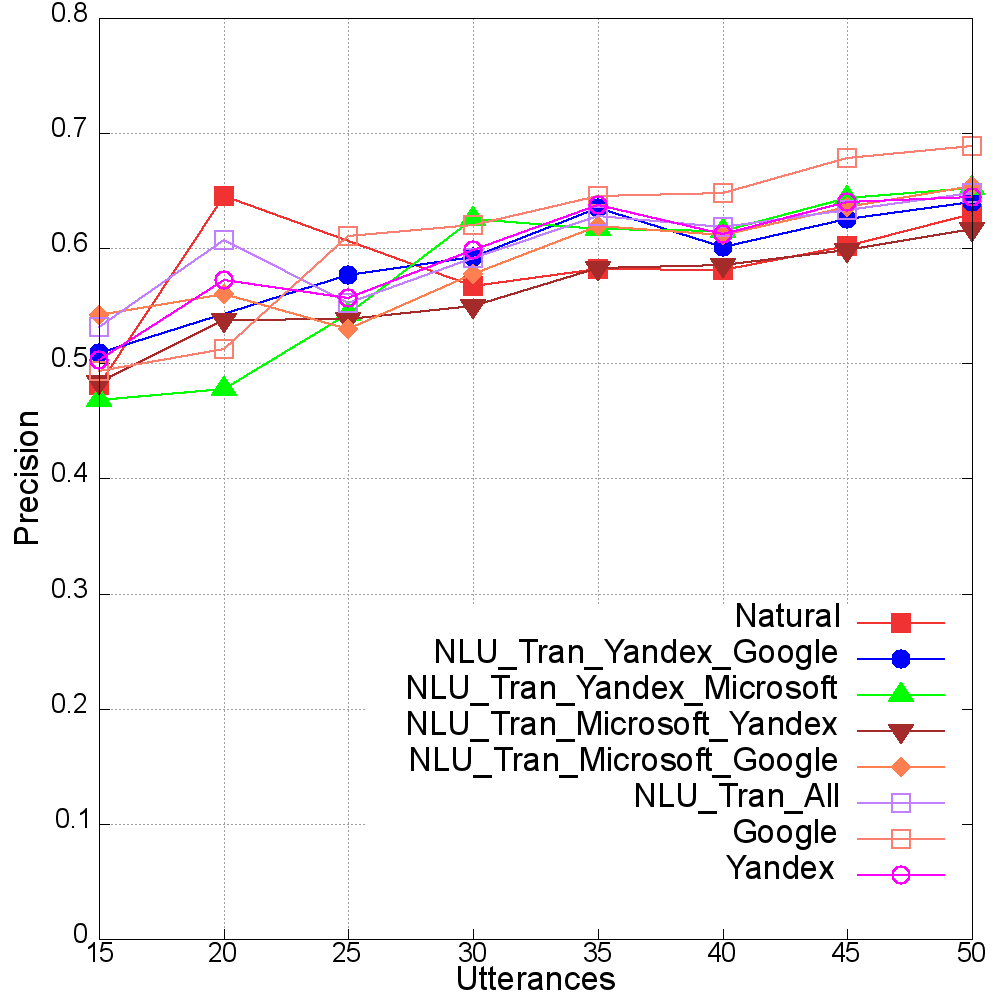 0.8
0.7
0.6
0.5
0.4
0.3
0.2
0.1
0
Precision
Natural
NLU_Tran_Yandex_Google
NLU_Tran_Yandex_Microsoft
NLU_Tran_Microsoft_Yandex
NLU_Tran_Microsoft_Google
NLU_Tran_All
Google
Yandex
15 20 25 30 35 40 45 50
Utterances